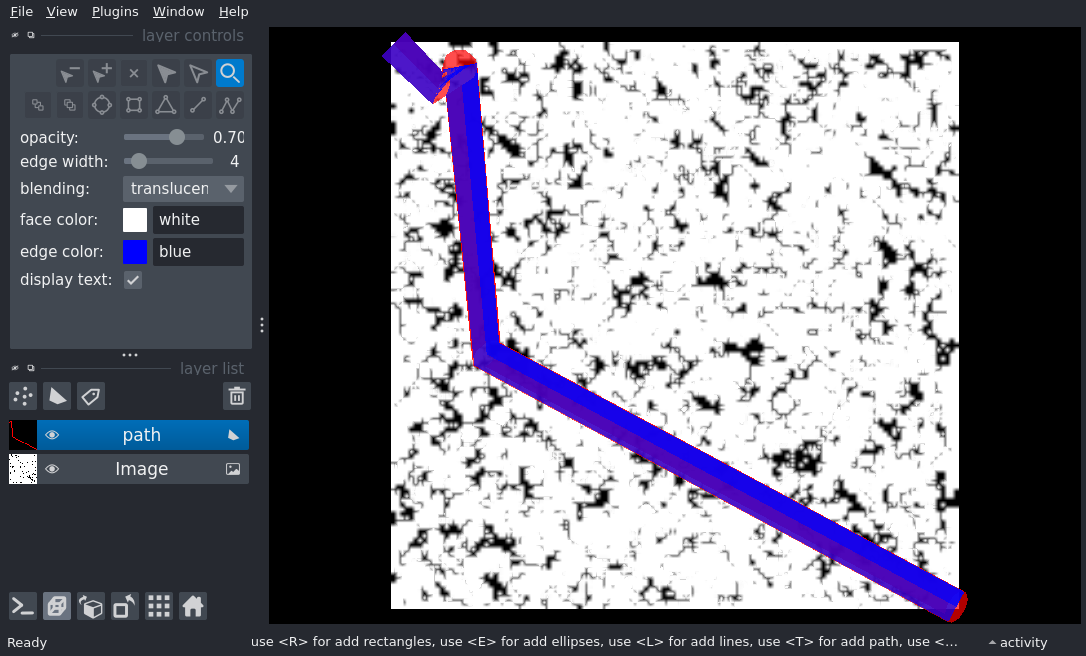 File View Plugins Window Help
layer controls
opacity: 0.70
edge width: 4
blending: translucen
face color: white
edge color: blue
display text:
layer list
path
Image
Ready
use <R> for add rectangles, use <E> for add ellipses, use <L> for add lines, use <T> for add path, use <...
activity